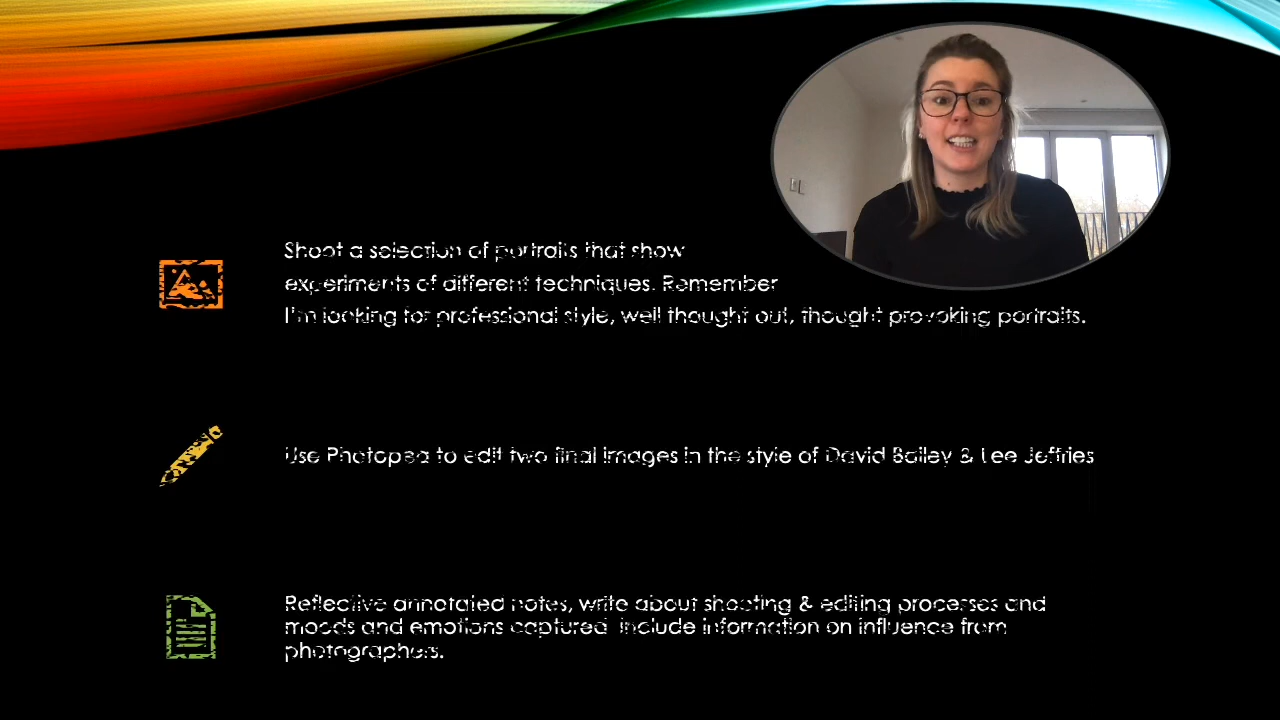 Shoot a selection of portraits that show
experiments of different techniques. Remember
I'm looking for professional style, well thought out, thought provoking portraits.
Use Photopea to edit two final images in the style of David Bailey & Lee Jeffries
Reflective annotated notes, write about shooting & editing processes and
moods and emotions captured. Include information on influence from
photographers.